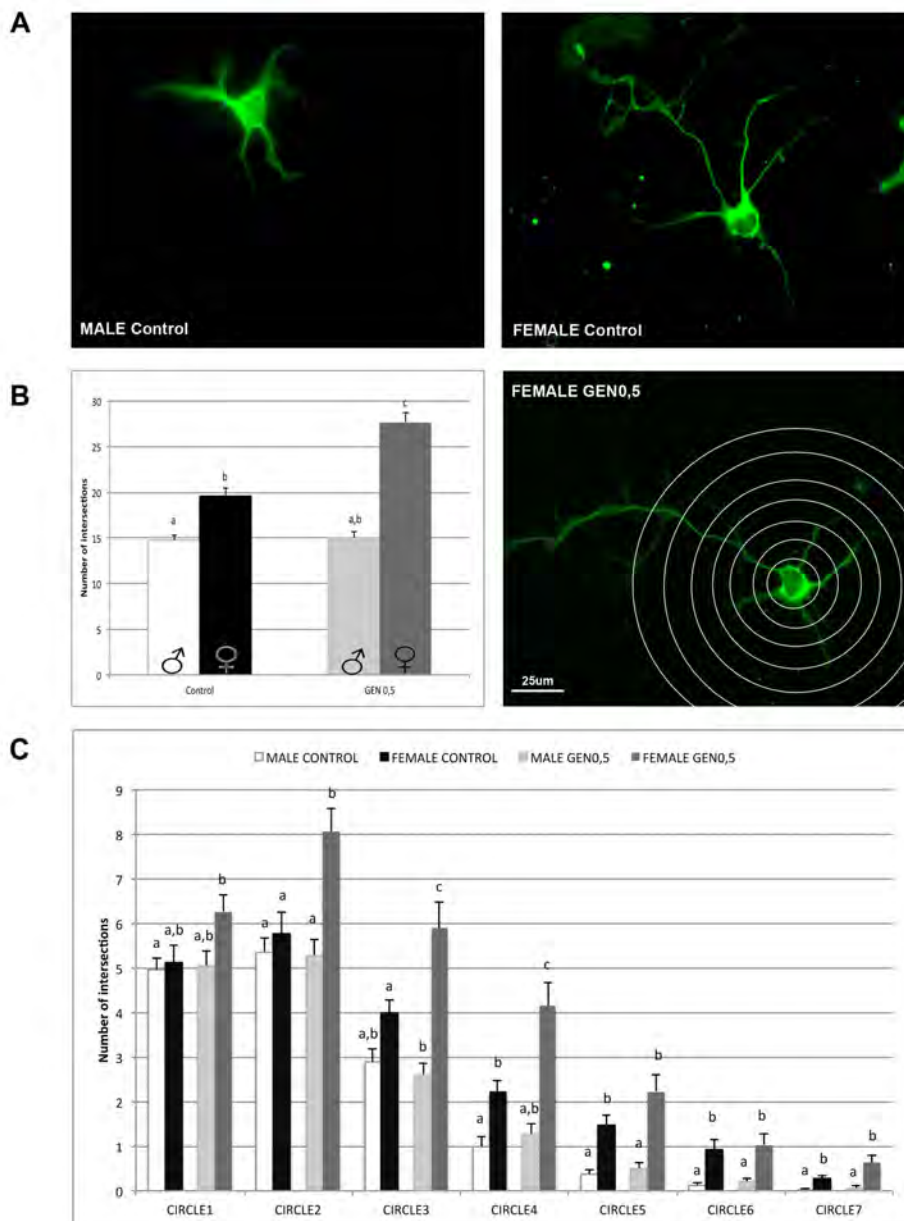 A
MALE Control
FEMALE Control
B
Number of intersections
30
25
20
15
10
5
0
a
b
a,b
c
♂
♀
♂
♀
Control
GEN 0,5
FEMALE GEN0,5
25um
C
MALE CONTROL FEMALE CONTROL MALE GEN0,5 FEMALE GEN0,5
Number of intersections
9
8
7
6
5
4
3
2
1
0
a a,b a,b b
a a a b
a,b a b c
a b a,b c
a b a b
a b a b
a b a b
CIRCLE1 CIRCLE2 CIRCLE3 CIRCLE4 CIRCLE5 CIRCLE6 CIRCLE7